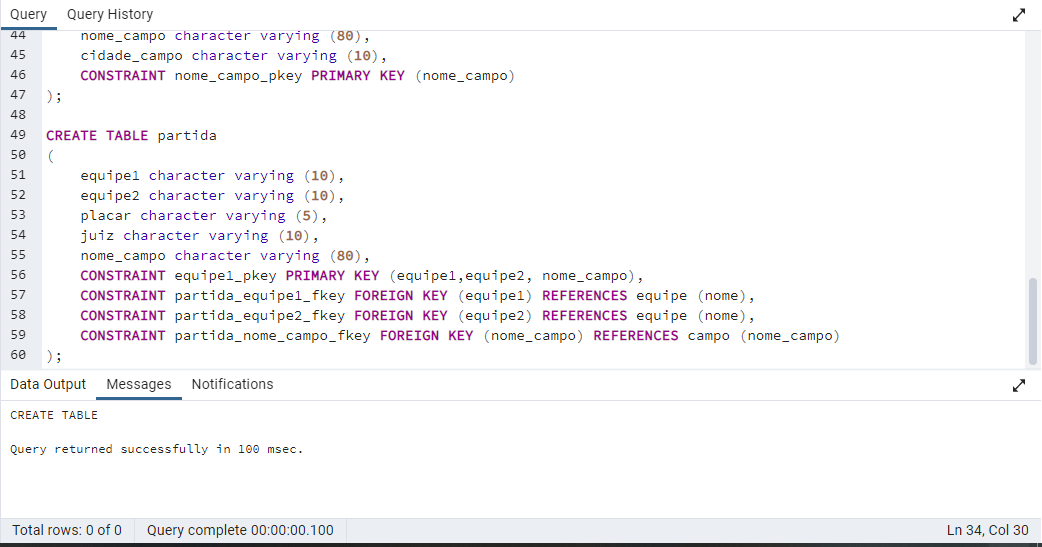 Query Query History
44 nome_campo character varying (80),
45 cidade_campo character varying (10),
46 CONSTRAINT nome_campo_pkey PRIMARY KEY (nome_campo)
47 );
48
49 CREATE TABLE partida
50 (
51 equipe1 character varying (10),
52 equipe2 character varying (10),
53 placar character varying (5),
54 juiz character varying (10),
55 nome_campo character varying (80),
56 CONSTRAINT equipe1_pkey PRIMARY KEY (equipe1,equipe2, nome_campo),
57 CONSTRAINT partida_equipe1_fkey FOREIGN KEY (equipe1) REFERENCES equipe (nome),
58 CONSTRAINT partida_equipe2_fkey FOREIGN KEY (equipe2) REFERENCES equipe (nome),
59 CONSTRAINT partida_nome_campo_fkey FOREIGN KEY (nome_campo) REFERENCES campo (nome_campo)
60 );
Data Output Messages Notifications
CREATE TABLE
Query returned successfully in 100 msec.
Total rows: 0 of 0 Query complete 00:00:00.100 Ln 34, Col 30